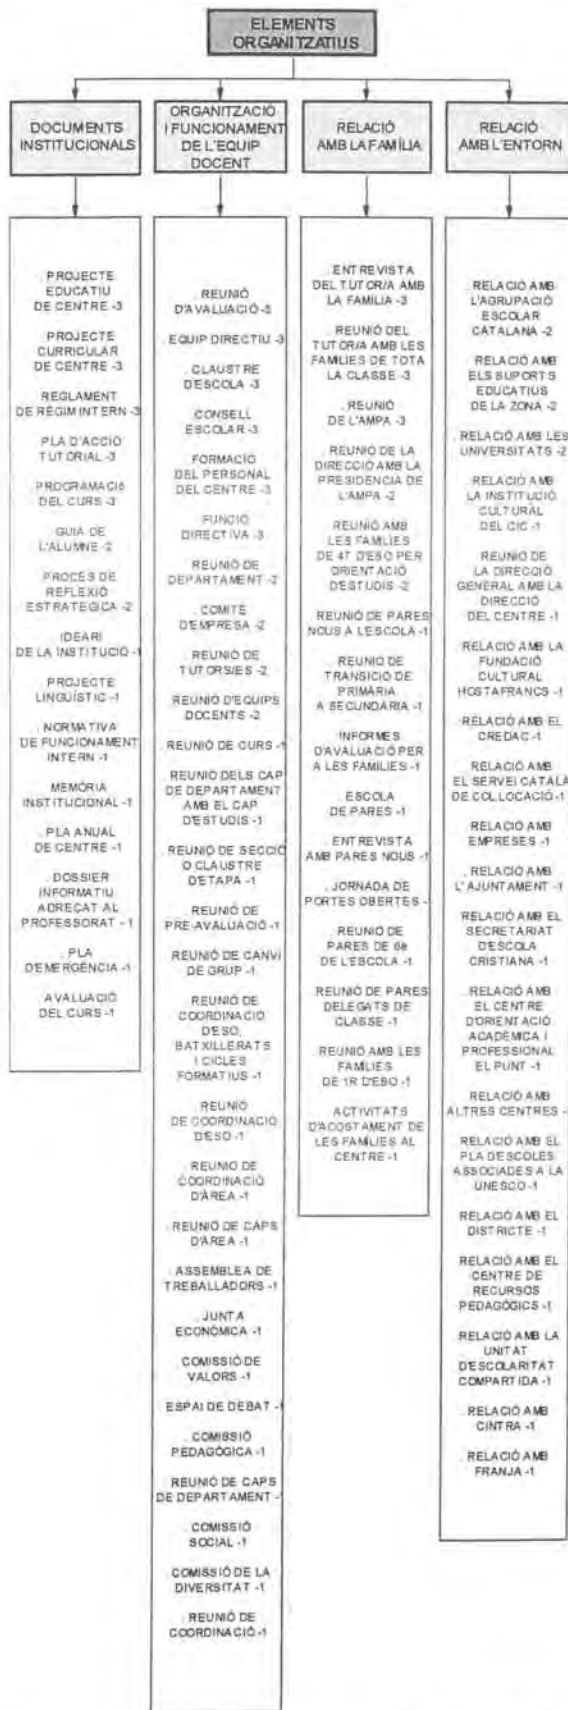 ELEMENTS
ORGANITZATIUS
DOCUMENTS
INSTITUCIONALS
. PROJECTE
EDUCATIU
DE CENTRE -3
. PROJECTE
CURRICULAR
DE CENTRE -3
. REGLAMENT
DE RÈGIM INTERN -3
. PLA D'ACCIÓ
TUTORIAL -3
. PROGRAMACIÓ
DEL CURS -3
. GUIA DE
L'ALUMNE -2
. PROCÉS DE
REFLEXIÓ
ESTRATÈGICA -2
. IDEARI
DE LA INSTITUCIÓ -1
. PROJECTE
LINGÜÍSTIC -1
. NORMATIVA
DE FUNCIONAMENT
INTERN -1
. MEMÒRIA
INSTITUCIONAL -1
. PLA ANUAL
DE CENTRE -1
. DOSSIER
INFORMATIU
ADREÇAT AL
PROFESSORAT -1
. PLA
D'EMERGÈNCIA -1
. AVALUACIÓ
DEL CURS -1
ORGANITZACIÓ
I FUNCIONAMENT
DE L'EQUIP
DOCENT
. REUNIÓ
D'AVALUACIÓ -3
. EQUIP DIRECTIU -3
. CLAUSTRE
D'ESCOLA -3
. CONSELL
ESCOLAR -3
. FORMACIÓ
DEL PERSONAL
DEL CENTRE -3
. FUNCIÓ
DIRECTIVA -3
. REUNIÓ DE
DEPARTAMENT -2
. COMITÈ
D'EMPRESA -2
. REUNIÓ DE
TUTORS/ES -2
. REUNIÓ D'EQUIPS
DOCENTS -2
. REUNIÓ DE CURS -1
. REUNIÓ DELS CAP
DE DEPARTAMENT
AMB EL CAP
D'ESTUDIS -1
. REUNIÓ DE SECCIÓ
O CLAUSTRE
D'ETAPA -1
. REUNIÓ DE
PRE-AVALUACIÓ -1
. REUNIÓ DE CANVI
DE GRUP -1
. REUNIÓ DE
COORDINACIÓ
D'ESO,
BATXILLERATS
I CICLES
FORMATIUS -1
. REUNIÓ
DE COORDINACIÓ
D'ESO -1
. REUNIÓ DE
COORDINACIÓ
D'ÀREA -1
. REUNIÓ DE CAPS
D'ÀREA -1
. ASSEMBLEA DE
TREBALLADORS -1
. JUNTA
ECONÒMICA -1
. COMISSIÓ DE
VALORS -1
. ESPAI DE DEBAT -1
. COMISSIÓ
PEDAGÒGICA -1
. REUNIÓ DE CAPS
DE DEPARTAMENT -1
. COMISSIÓ
SOCIAL -1
. COMISSIÓ DE LA
DIVERSITAT -1
. REUNIÓ DE
COORDINACIÓ -1
RELACIÓ
AMB LA FAMÍLIA
. ENTREVISTA
DEL TUTOR/A AMB
LA FAMILIA -3
. REUNIÓ DEL
TUTOR/A AMB LES
FAMILIES DE TOTA
LA CLASSE -3
. REUNIÓ
DE L'AMPA -3
. REUNIÓ DE LA
DIRECCIÓ AMB LA
PRESIDÈNCIA DE
L'AMPA -2
. REUNIÓ AMB
LES FAMÍLIES
DE 4T D'ESO PER
ORIENTACIÓ
D'ESTUDIS -2
. REUNIÓ DE PARES
NOUS A L'ESCOLA -1
. REUNIÓ DE
TRANSICIÓ DE
PRIMÀRIA
A SECUNDÀRIA -1
. INFORMES
D'AVALUACIÓ PER
A LES FAMÍLIES -1
. ESCOLA
DE PARES -1
. ENTREVISTA
AMB PARES NOUS -1
. JORNADA DE
PORTES OBERTES -
. REUNIÓ DE
PARES DE 6è
DE L'ESCOLA -1
. REUNIÓ DE PARES
DELEGATS DE
CLASSE -1
. REUNIÓ AMB LES
FAMÍLIES
DE 1R D'ESO -1
. ACTIVITATS
D'ACOSTAMENT DE
LES FAMÍLIES AL
CENTRE -1
RELACIÓ
AMB L'ENTORN
. RELACIÓ AMB
L'AGRUPACIÓ
ESCOLAR
CATALANA -2
. RELACIÓ AMB
ELS SUPORTS
EDUCATIUS
DE LA ZONA -2
. RELACIÓ AMB LES
UNIVERSITATS -2
. RELACIÓ AMB
LA INSTITUCIÓ
CULTURAL
DEL CIC -1
. REUNIÓ DE
LA DIRECCIÓ
GENERAL AMB LA
DIRECCIÓ
DEL CENTRE -1
. RELACIÓ AMB LA
FUNDACIÓ
CULTURAL
HOSTAFRANCS -1
. RELACIÓ AMB EL
CREDAC -1
. RELACIÓ AMB
EL SERVEI CATALÀ
DE COL·LOCACIÓ -1
. RELACIÓ AMB
EMPRESES -1
. RELACIÓ AMB
L'AJUNTAMENT -1
. RELACIÓ AMB EL
SECRETARIAT
D'ESCOLA
CRISTIANA -1
. RELACIÓ AMB
EL CENTRE
D'ORIENTACIÓ
ACADÈMICA I
PROFESSIONAL
EL PUNT -1
. RELACIÓ AMB
ALTRES CENTRES -
. RELACIÓ AMB EL
PLA D'ESCOLES
ASSOCIADES A LA
UNESCO -1
. RELACIÓ AMB EL
DISTRICTE -1
. RELACIÓ AMB EL
CENTRE DE
RECURSOS
PEDAGÒGICS -1
. RELACIÓ AMB LA
UNITAT
D'ESCOLARITAT
COMPARTIDA -1
. RELACIÓ AMB
CINTRA -1
. RELACIÓ AMB
FRANJA -1